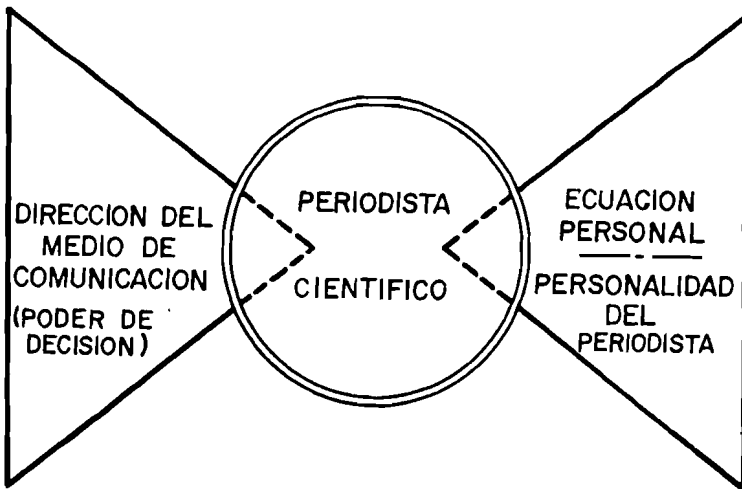 DIRECCION DEL
MEDIO DE
COMUNICACION
(PODER DE
DECISION)
PERIODISTA
CIENTIFICO
ECUACION
PERSONAL
PERSONALIDAD
DEL
PERIODISTA